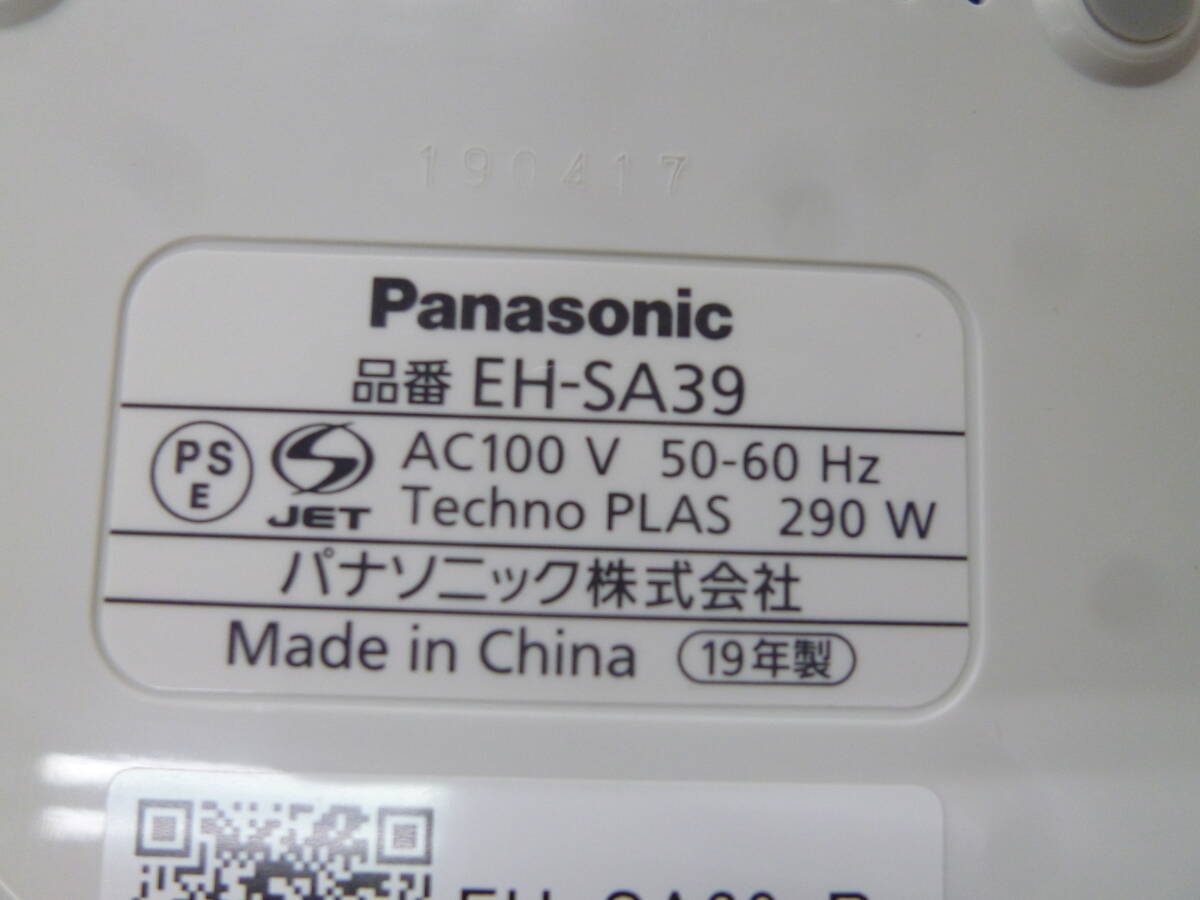 190417
Panasonic
品番 EH-SA39
PS
E
JET
AC100 V 50-60 Hz
Techno PLAS 290 W
パナソニック株式会社
Made in China 19年製